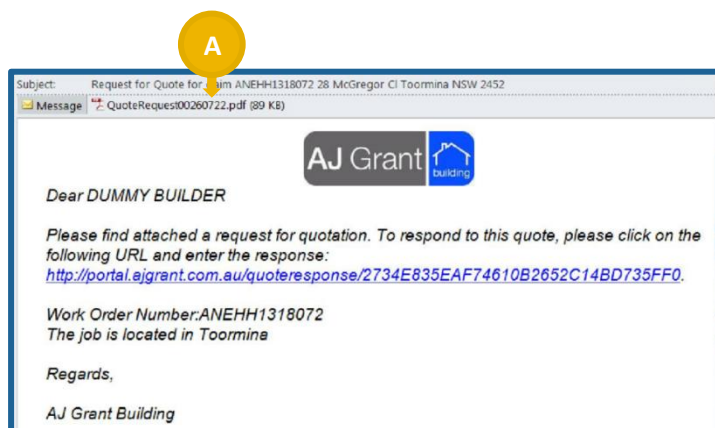 A
Subject: Request for Quote for Claim ANEHH1318072 28 McGregor Cl Toormina NSW 2452
Message QuoteRequest00260722.pdf (89 KB)
AJ Grant
building
Dear DUMMY BUILDER
Please find attached a request for quotation. To respond to this quote, please click on the
following URL and enter the response:
http://portal.ajgrant.com.au/quoteresponse/2734E835EAF74610B2652C14BD735FF0.
Work Order Number:ANEHH1318072
The job is located in Toormina
Regards,
AJ Grant Building